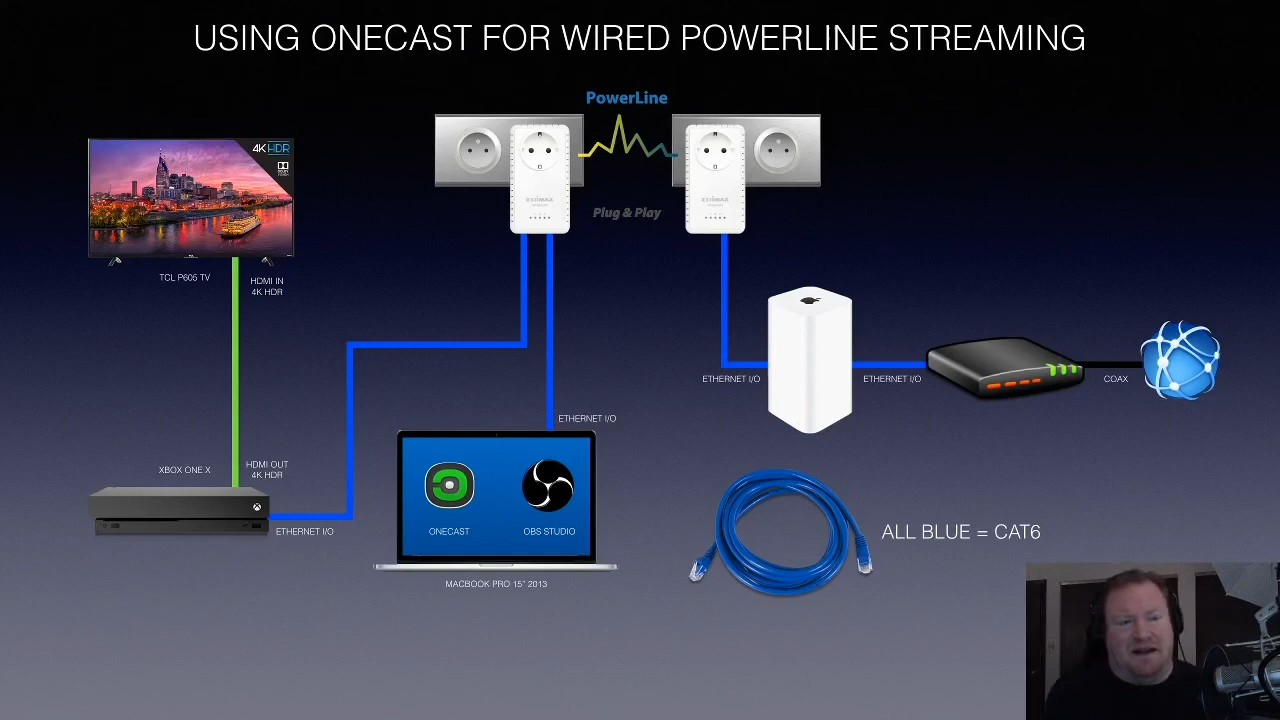 USING ONECAST FOR WIRED POWERLINE STREAMING
PowerLine
Plug & Play
4K HDR
EDIMAX
EDIMAX
TCL P605 TV
HDMI IN
4K HDR
XBOX ONE X
HDMI OUT
4K HDR
ETHERNET I/O
ETHERNET I/O
ONECAST
OBS STUDIO
MACBOOK PRO 15" 2013
ETHERNET I/O
ETHERNET I/O
COAX
ALL BLUE = CAT6